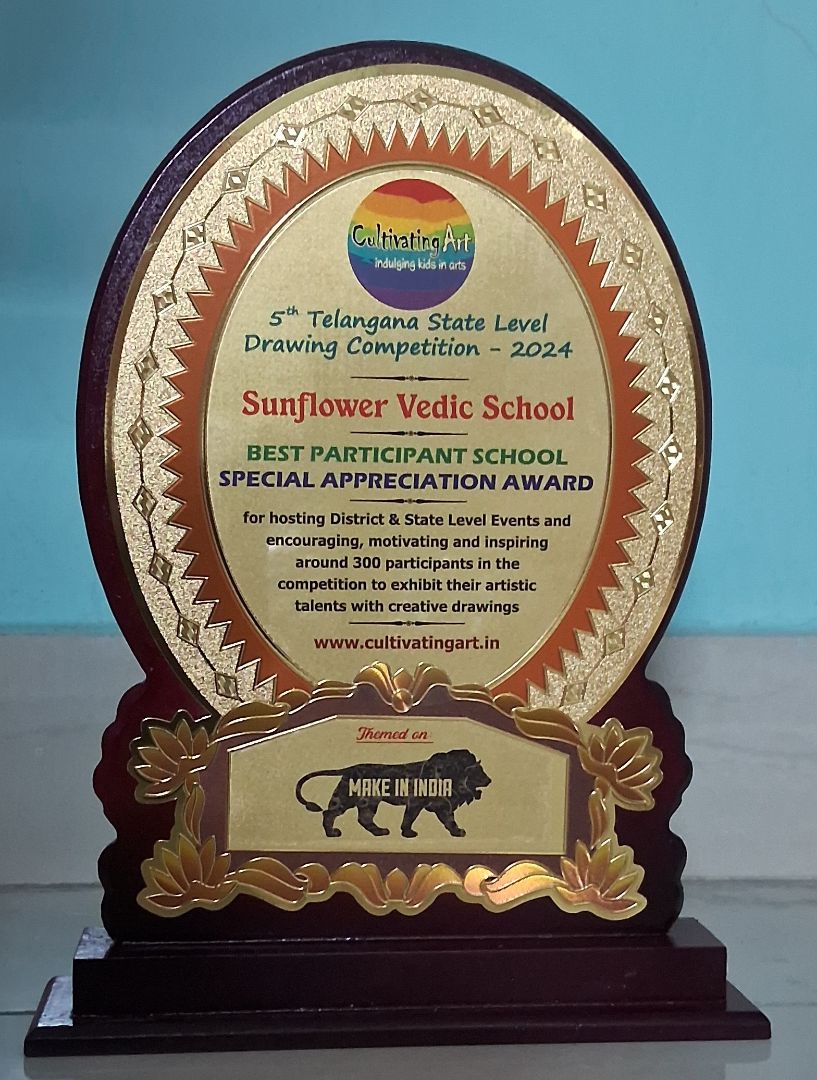 Cultivating Art
indulging kids in arts
5th Telangana State Level
Drawing Competition - 2024
Sunflower Vedic School
BEST PARTICIPANT SCHOOL
SPECIAL APPRECIATION AWARD
for hosting District & State Level Events and
encouraging, motivating and inspiring
around 300 participants in the
competition to exhibit their artistic
talents with creative drawings
www.cultivatingart.in
Themed on
MAKE IN INDIA